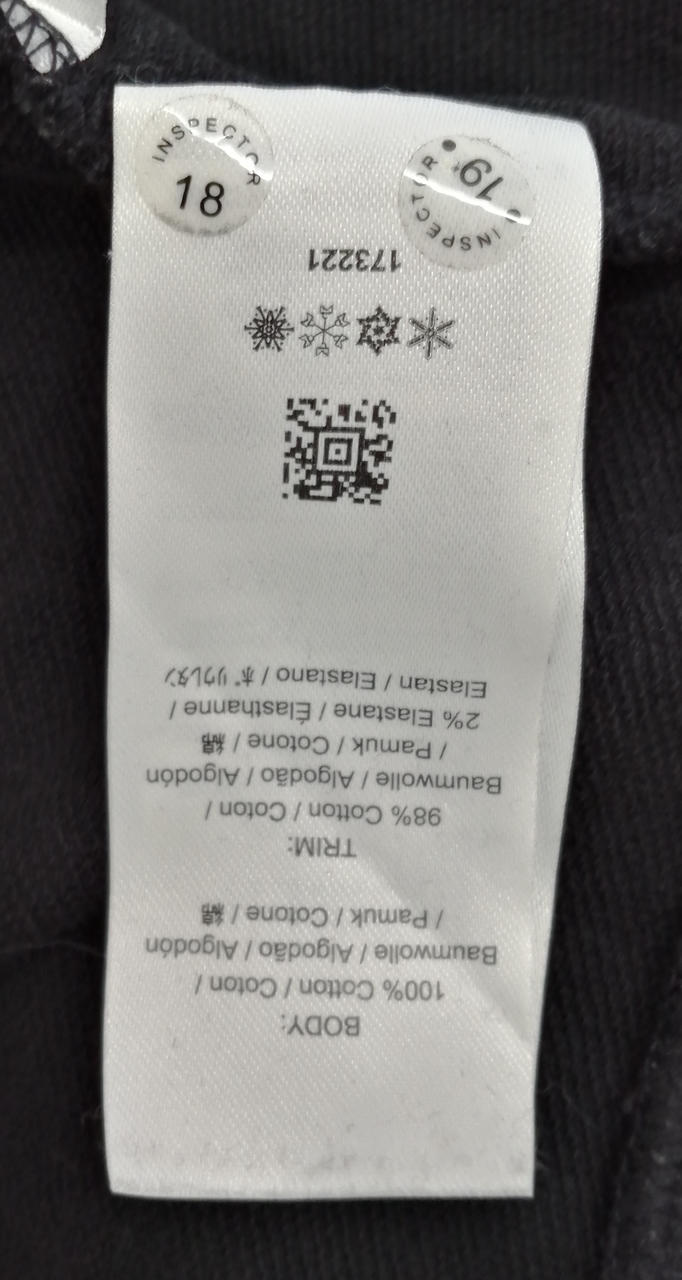 BODY:
100% Cotton / Coton /
Baumwolle / Algodão / Algodón
/ Pamuk / Cotone / 綿
TRIM:
98% Cotton / Coton /
Baumwolle / Algodão / Algodón
/ Pamuk / Cotone / 綿
2% Elastane / Élasthanne /
Elastan / Elastano / ポリウレタン
173221
INSPECTOR
19
INSPECTOR
18